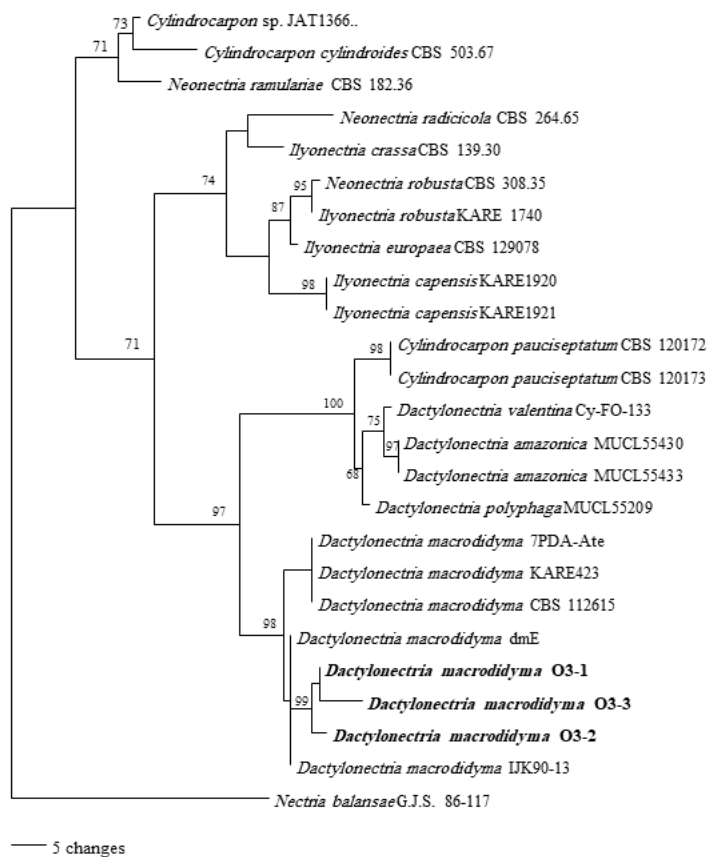 73
Cylindrocarpon sp. JAT1366..
71
Cylindrocarpon cylindroides CBS 503.67
Neonectria ramulariae CBS 182.36
Neonectria radicicola CBS 264.65
Ilyonectria crassa CBS 139.30
74
95
Neonectria robusta CBS 308.35
87
Ilyonectria robusta KARE 1740
Ilyonectria europaea CBS 129078
98
Ilyonectria capensis KARE1920
Ilyonectria capensis KARE1921
71
98
Cylindrocarpon pauciseptatum CBS 120172
Cylindrocarpon pauciseptatum CBS 120173
100
75
Dactylonectria valentina Cy-FO-133
97
Dactylonectria amazonica MUCL55430
68
Dactylonectria amazonica MUCL55433
Dactylonectria polyphaga MUCL55209
97
Dactylonectria macrodidyma 7PDA-Ate
Dactylonectria macrodidyma KARE423
Dactylonectria macrodidyma CBS 112615
98
Dactylonectria macrodidyma dmE
Dactylonectria macrodidyma O3-1
99
Dactylonectria macrodidyma O3-3
Dactylonectria macrodidyma O3-2
Dactylonectria macrodidyma IJK90-13
Nectria balansae G.J.S. 86-117
5 changes